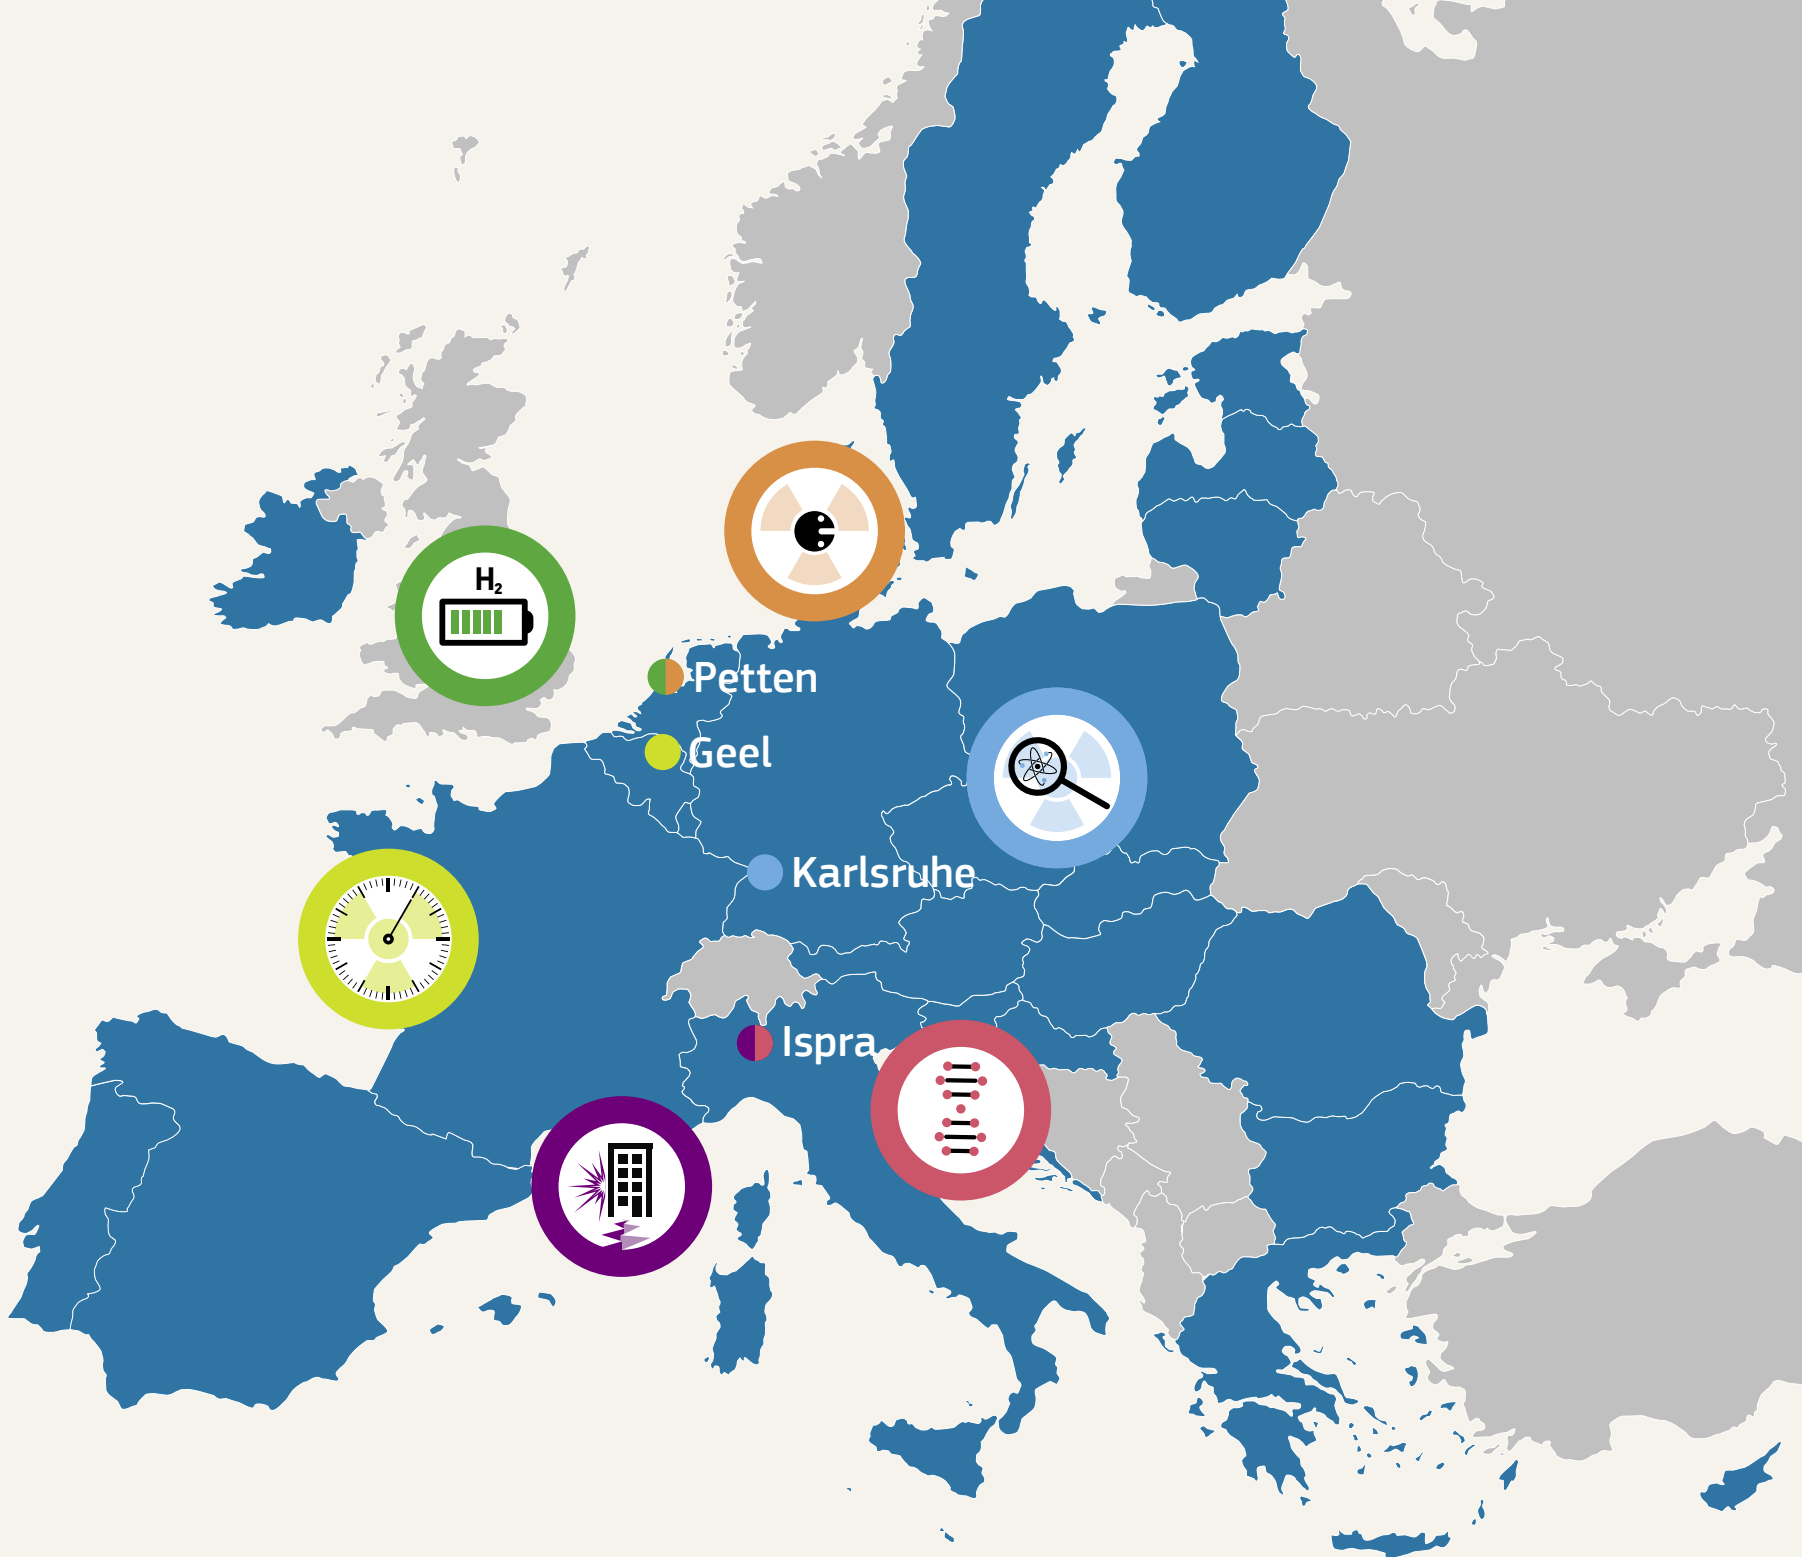 H₂
Petten
Geel
Karlsruhe
Ispra